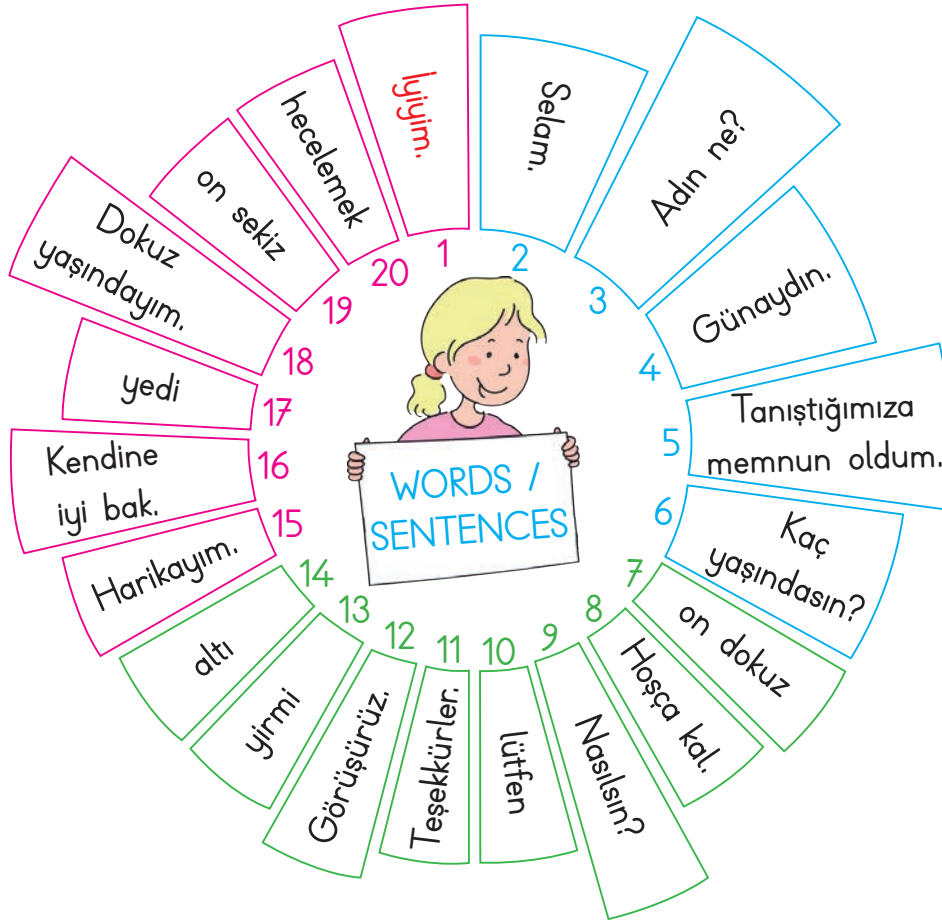 İyiyim.
1
Selam.
2
Adın ne?
3
Günaydın.
4
Tanıştığımıza
memnun oldum.
5
Kaç
yaşındasın?
6
on dokuz
7
Hoşça kal.
8
Nasılsın?
9
lütfen
10
Teşekkürler.
11
Görüşürüz.
12
yirmi
13
altı
14
Harikayım.
15
Kendine
iyi bak.
16
yedi
17
Dokuz
yaşındayım.
18
on sekiz
19
hecelemek
20
WORDS /
SENTENCES